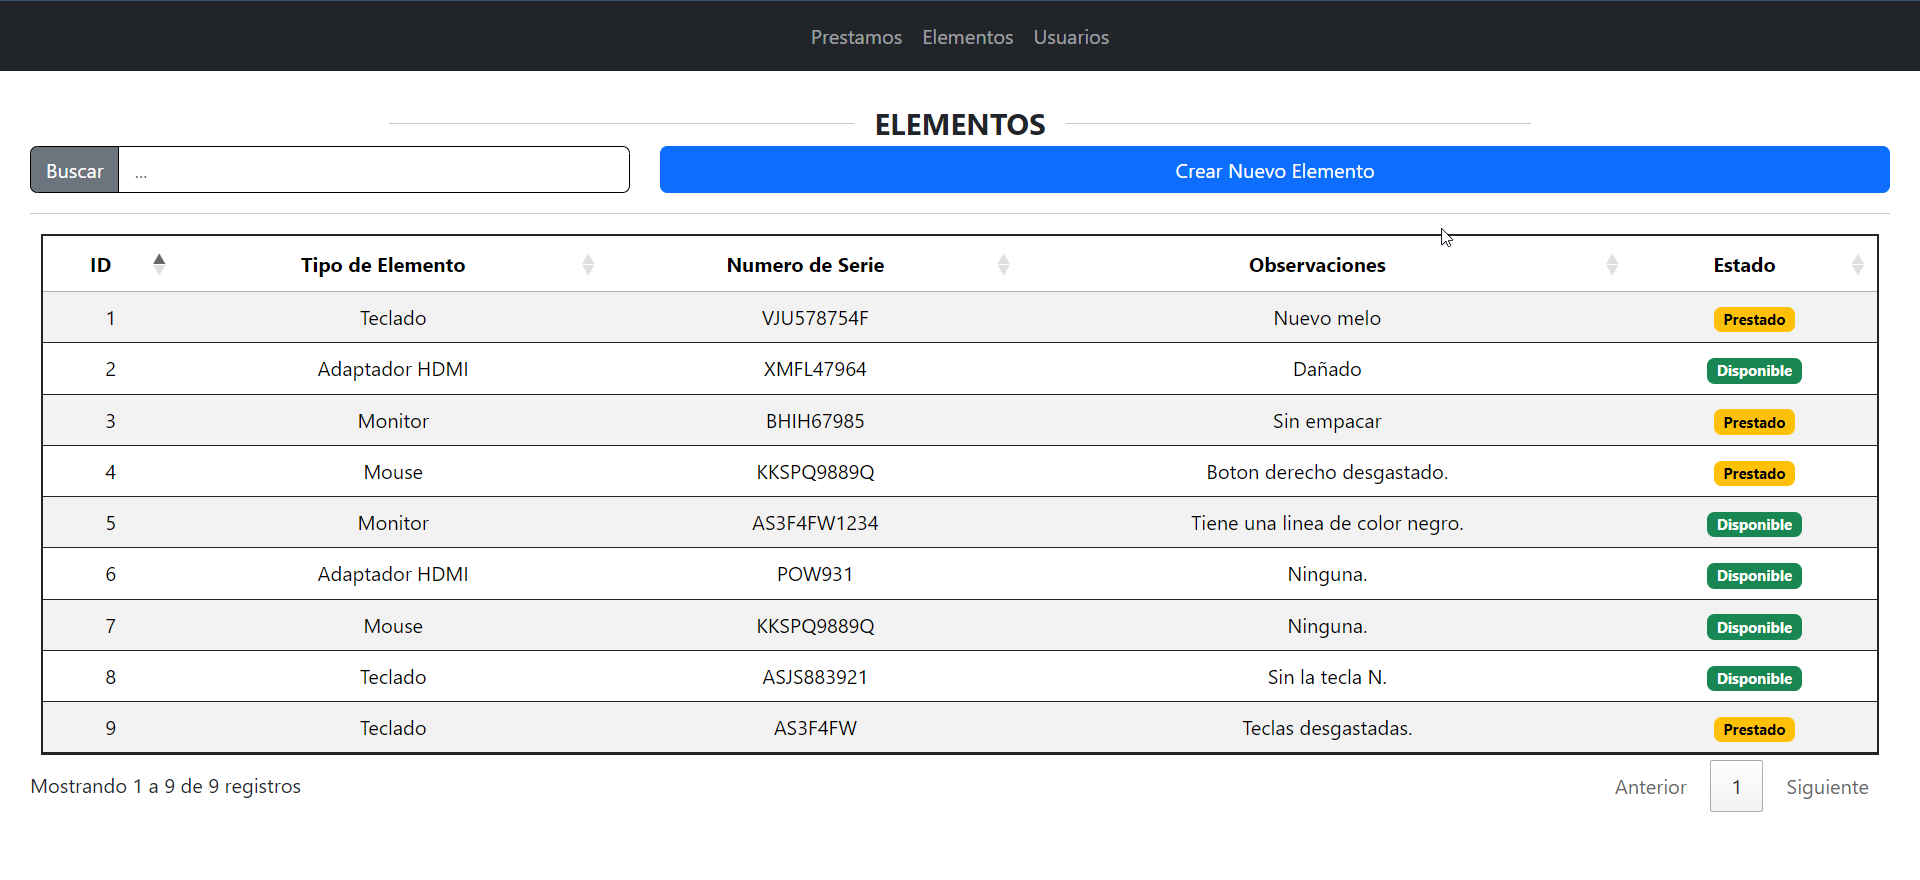 Prestamos Elementos Usuarios
ELEMENTOS
Buscar ... Crear Nuevo Elemento
ID Tipo de Elemento Numero de Serie Observaciones Estado
1 Teclado VJU578754F Nuevo melo Prestado
2 Adaptador HDMI XMFL47964 Dañado Disponible
3 Monitor BHIH67985 Sin empacar Prestado
4 Mouse KKSPQ9889Q Boton derecho desgastado. Prestado
5 Monitor AS3F4FW1234 Tiene una linea de color negro. Disponible
6 Adaptador HDMI POW931 Ninguna. Disponible
7 Mouse KKSPQ9889Q Ninguna. Disponible
8 Teclado ASJS883921 Sin la tecla N. Disponible
9 Teclado AS3F4FW Teclas desgastadas. Prestado
Mostrando 1 a 9 de 9 registros Anterior 1 Siguiente